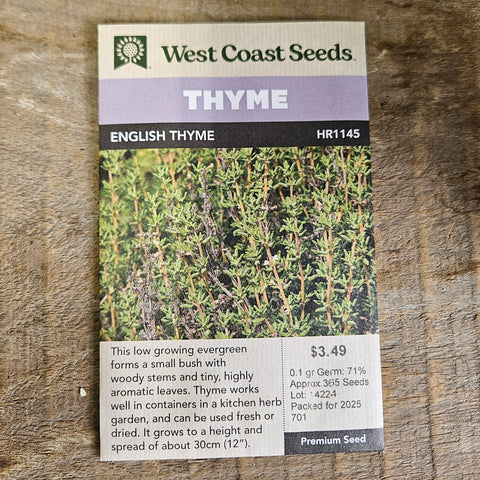 West Coast Seeds
THYME
ENGLISH THYME HR1145
This low growing evergreen
forms a small bush with
woody stems and tiny, highly
aromatic leaves. Thyme works
well in containers in a kitchen herb
garden, and can be used fresh or
dried. It grows to a height and
spread of about 30cm (12").
$3.49
0.1 gr Germ: 71%
Approx.365 Seeds
Lot: 14224
Packed for 2025
701
Premium Seed